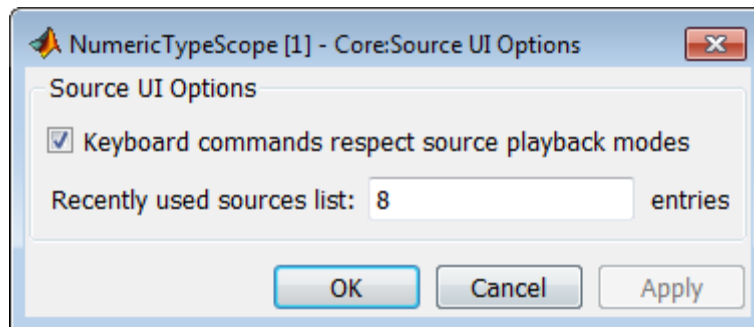 NumericTypeScope [1] - Core:Source UI Options
Source UI Options
Keyboard commands respect source playback modes
Recently used sources list: 8 entries
OK Cancel Apply